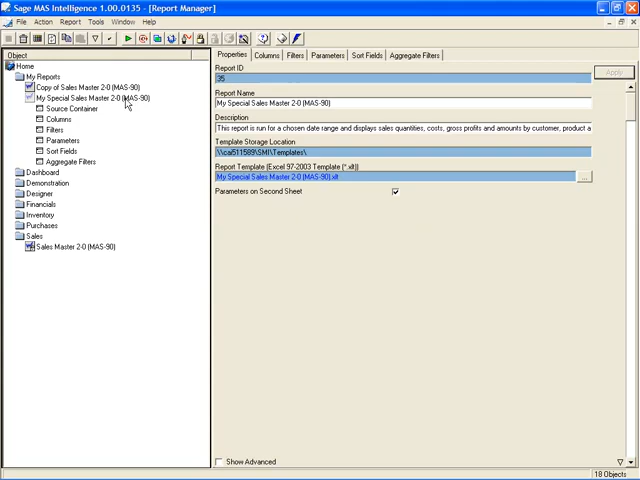 Sage MAS Intelligence 1.00.0135 - [Report Manager]
File Action Report Tools Window Help
Object
Home
My Reports
Copy of Sales Master 2-0 (MAS-90)
My Special Sales Master 2-0 (MAS-90)
Source Container
Columns
Filters
Parameters
Sort Fields
Aggregate Filters
Dashboard
Demonstration
Designer
Financials
Inventory
Purchases
Sales
Sales Master 2-0 (MAS-90)
Properties Columns Filters Parameters Sort Fields Aggregate Filters
Report ID
35
Apply
Report Name
My Special Sales Master 2-0 (MAS-90)
Description
This report is run for a chosen date range and displays sales quantities, costs, gross profits and amounts by customer, product a
Template Storage Location
\\cai511589\SMI\Templates\
Report Template (Excel 97-2003 Template (*.xlt))
My Special Sales Master 2-0 (MAS-90).xlt
...
Parameters on Second Sheet
Show Advanced
18 Objects